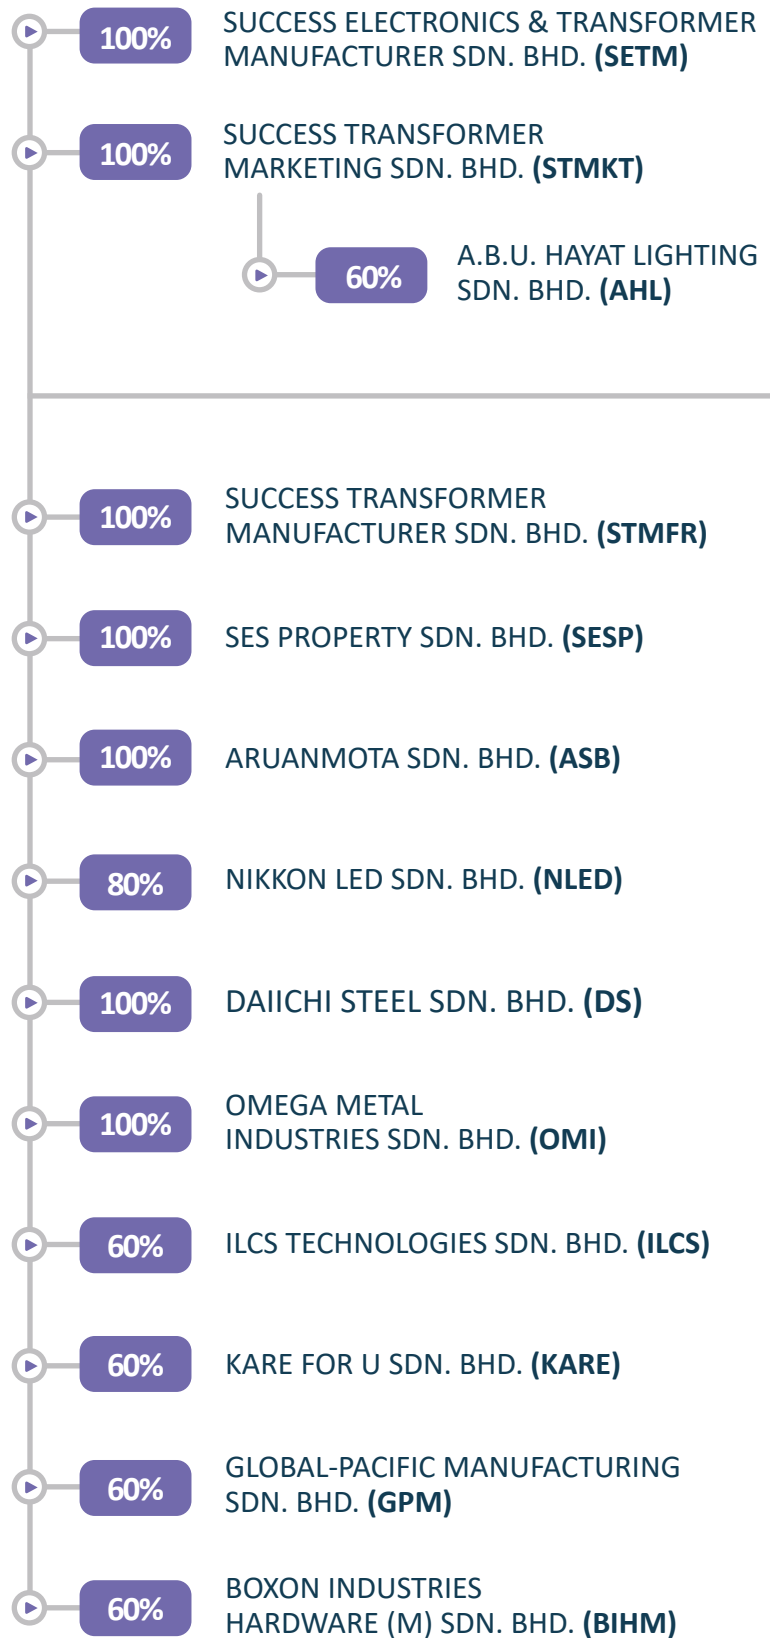 100%
SUCCESS ELECTRONICS & TRANSFORMER
MANUFACTURER SDN. BHD. (SETM)
100%
SUCCESS TRANSFORMER
MARKETING SDN. BHD. (STMKT)
60%
A.B.U. HAYAT LIGHTING
SDN. BHD. (AHL)
100%
SUCCESS TRANSFORMER
MANUFACTURER SDN. BHD. (STMFR)
100%
SES PROPERTY SDN. BHD. (SESP)
100%
ARUANMOTA SDN. BHD. (ASB)
80%
NIKKON LED SDN. BHD. (NLED)
100%
DAIICHI STEEL SDN. BHD. (DS)
100%
OMEGA METAL
INDUSTRIES SDN. BHD. (OMI)
60%
ILCS TECHNOLOGIES SDN. BHD. (ILCS)
60%
KARE FOR U SDN. BHD. (KARE)
60%
GLOBAL-PACIFIC MANUFACTURING
SDN. BHD. (GPM)
60%
BOXON INDUSTRIES
HARDWARE (M) SDN. BHD. (BIHM)